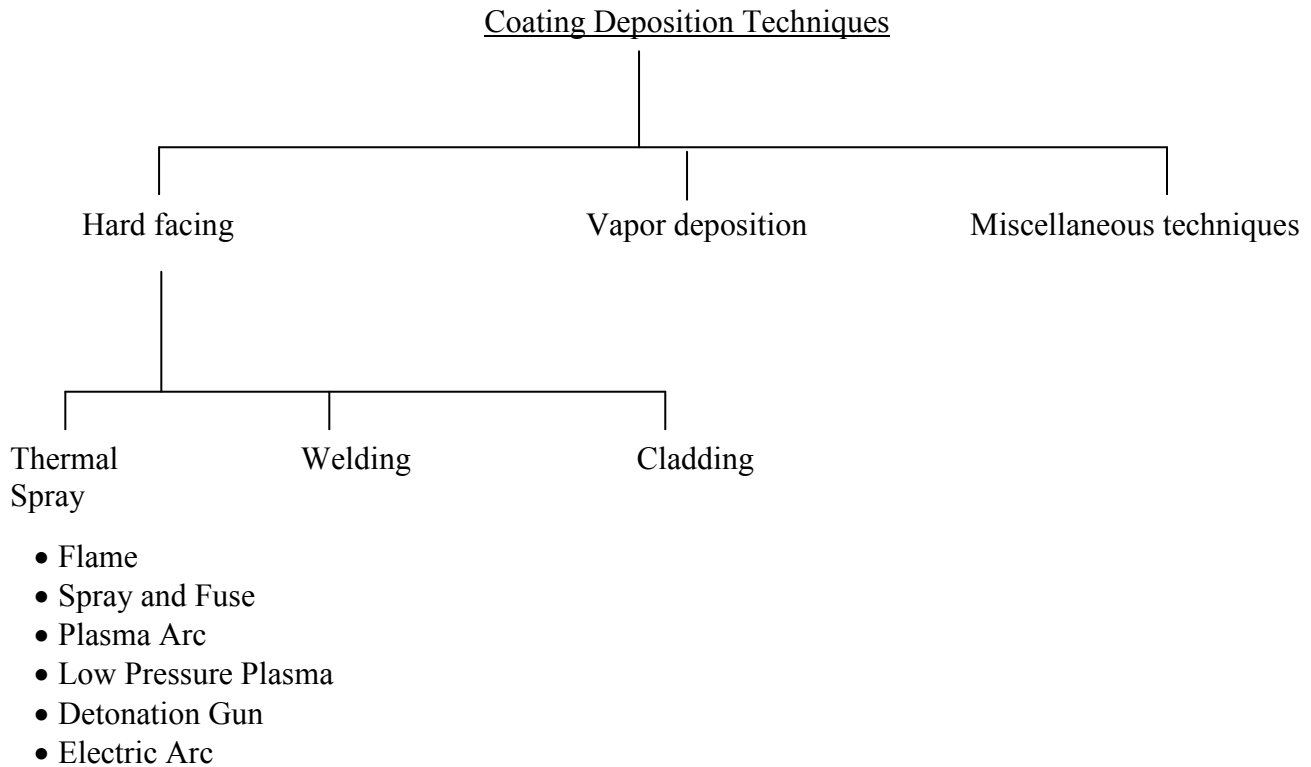 Coating Deposition Techniques
Hard facing
Vapor deposition
Miscellaneous techniques
Thermal
Spray
Welding
Cladding
• Flame
• Spray and Fuse
• Plasma Arc
• Low Pressure Plasma
• Detonation Gun
• Electric Arc